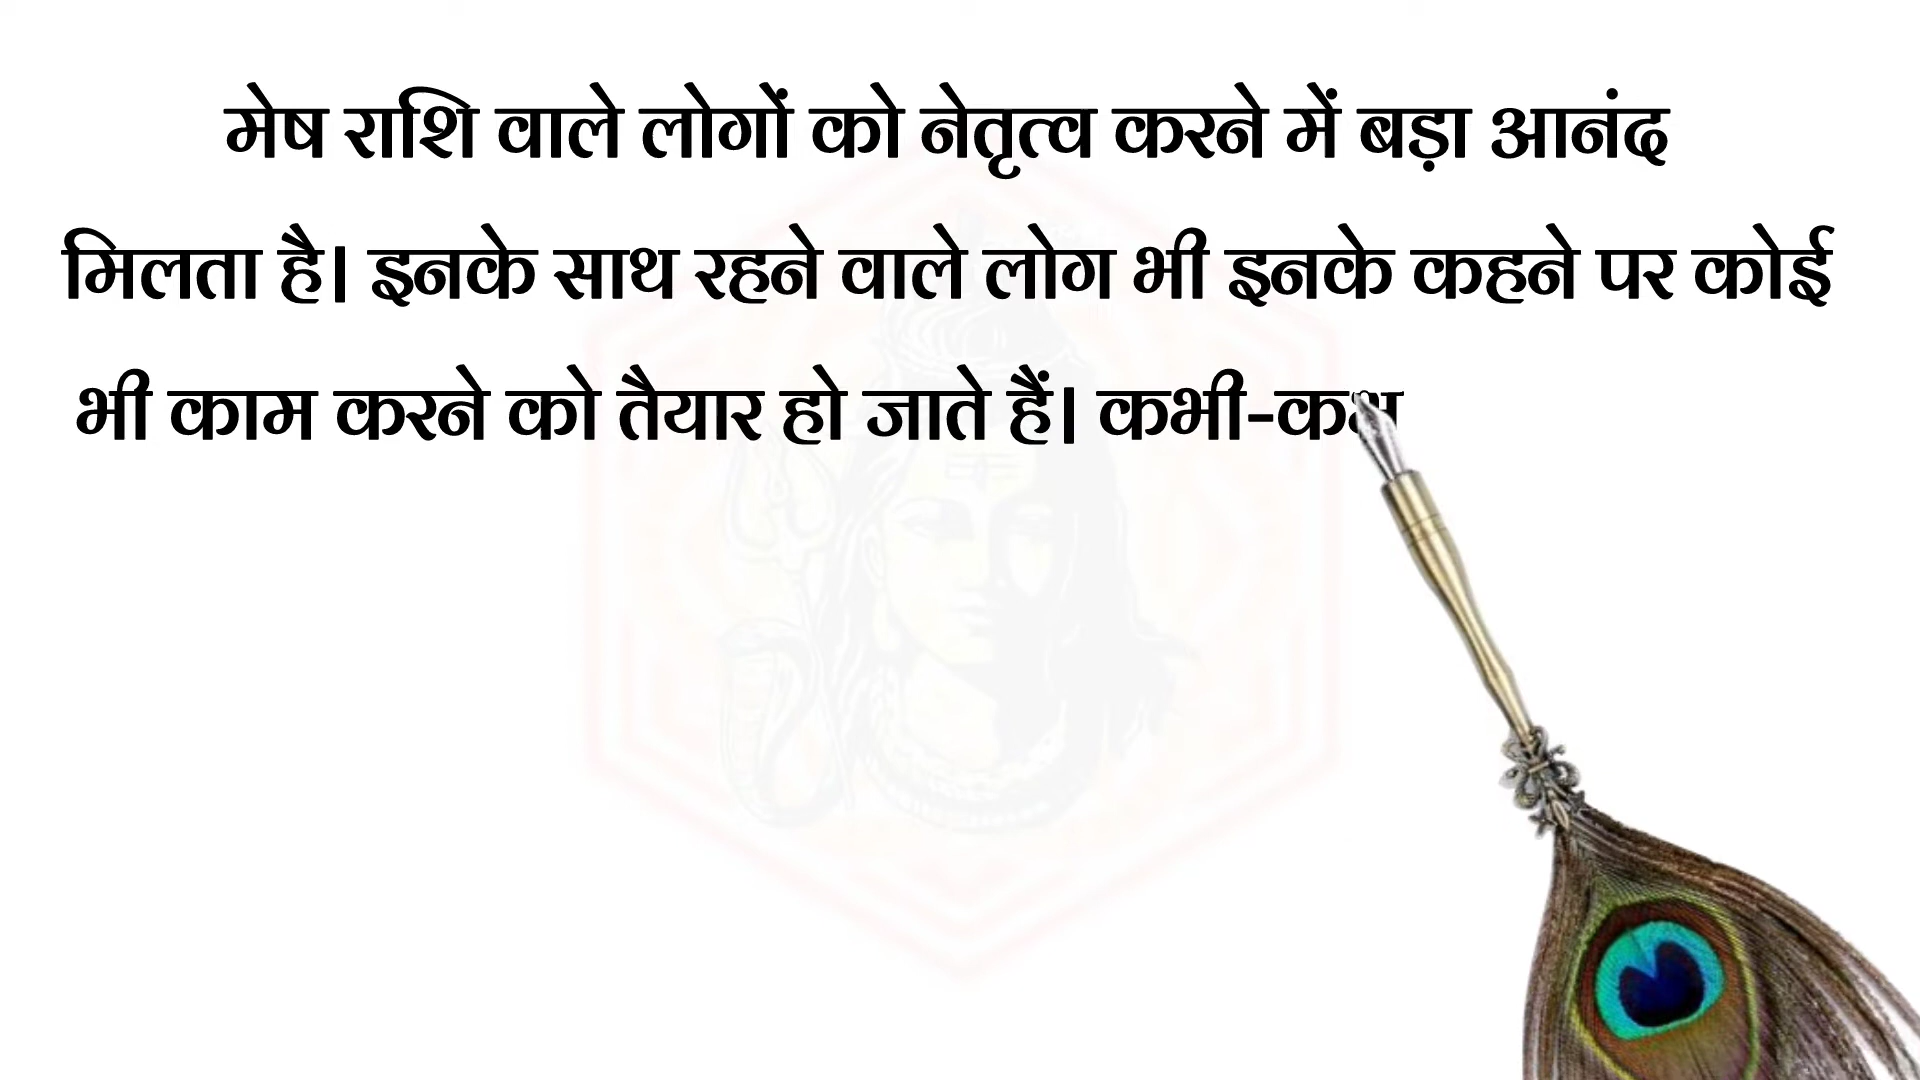 मेष राशि वाले लोगों को नेतृत्व करने में बड़ा आनंद
मिलता है। इनके साथ रहने वाले लोग भी इनके कहने पर कोई
भी काम करने को तैयार हो जाते हैं। कभी-